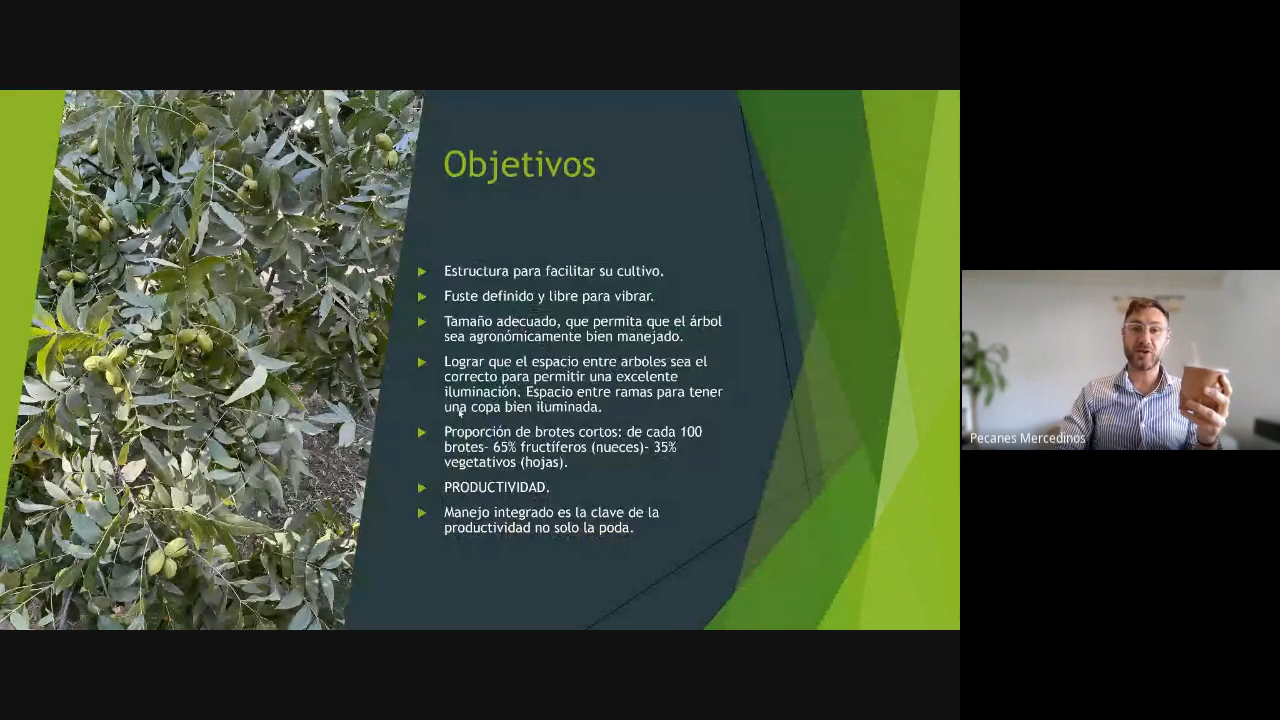 Objetivos
Estructura para facilitar su cultivo.
Fuste definido y libre para vibrar.
Tamaño adecuado, que permita que el árbol
sea agronómicamente bien manejado.
Lograr que el espacio entre arboles sea el
correcto para permitir una excelente
iluminación. Espacio entre ramas para tener
una copa bien iluminada.
Proporción de brotes cortos: de cada 100
brotes- 65% fructíferos (nueces)- 35%
vegetativos (hojas).
PRODUCTIVIDAD.
Manejo integrado es la clave de la
productividad no solo la poda.
Pecanes Mercedinos